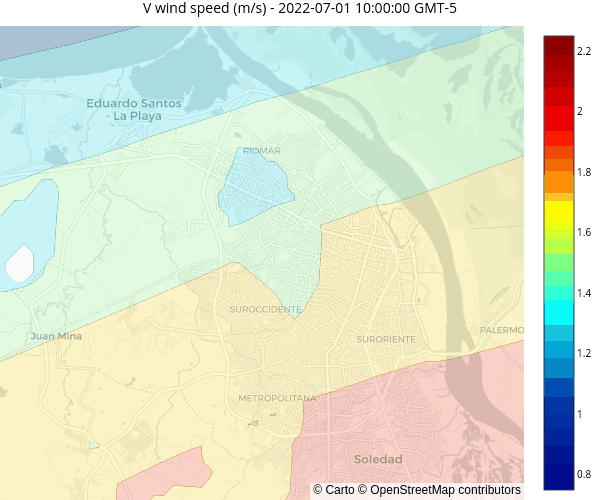 V wind speed (m/s) - 2022-07-01 10:00:00 GMT-5
Eduardo Santos
- La Playa
RIOMAR
SUROCCIDENTE
Juan Mina
SURORIENTE
PALERMO
METROPOLITANA
Soledad
© Carto © OpenStreetMap contributors
2.2
2
1.8
1.6
1.4
1.2
1
0.8